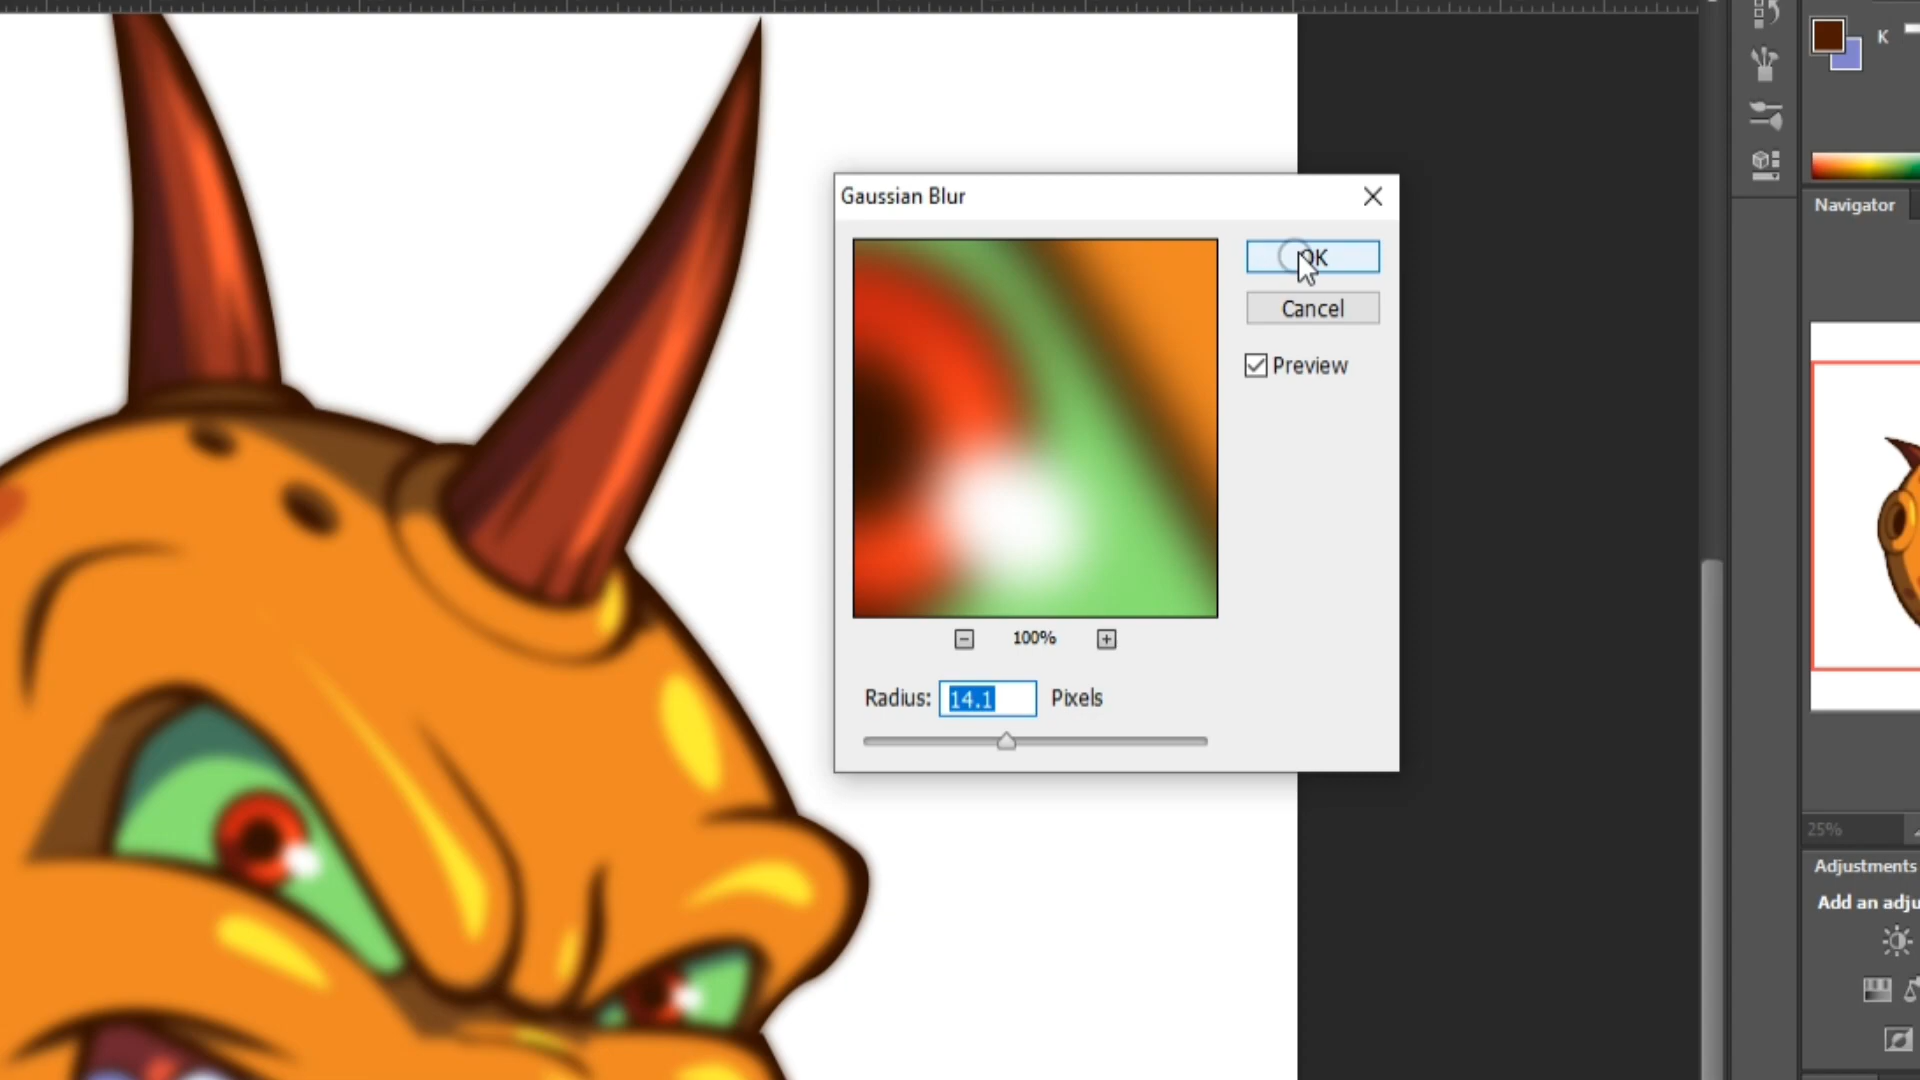 K
Navigator
Gaussian Blur
OK
Cancel
Preview
100%
Radius: 14.1 Pixels
25%
Adjustments
Add an adju